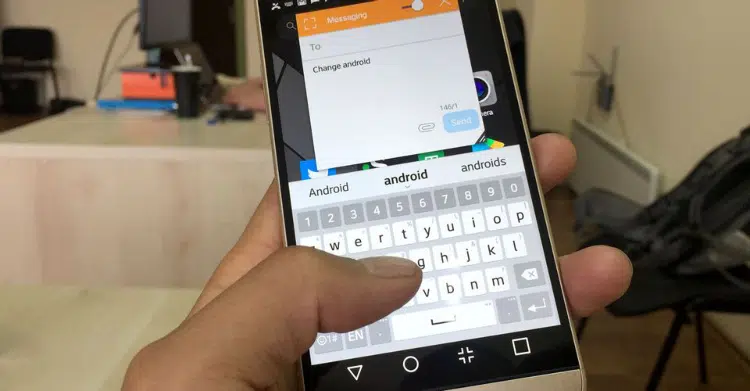 Messaging
To
Change android
146/1
Send
era
Android android androids
1 2 3 4 5 6 7 8 9 0
w e r t y u i o p
g h j k l
v b n m
!# EN